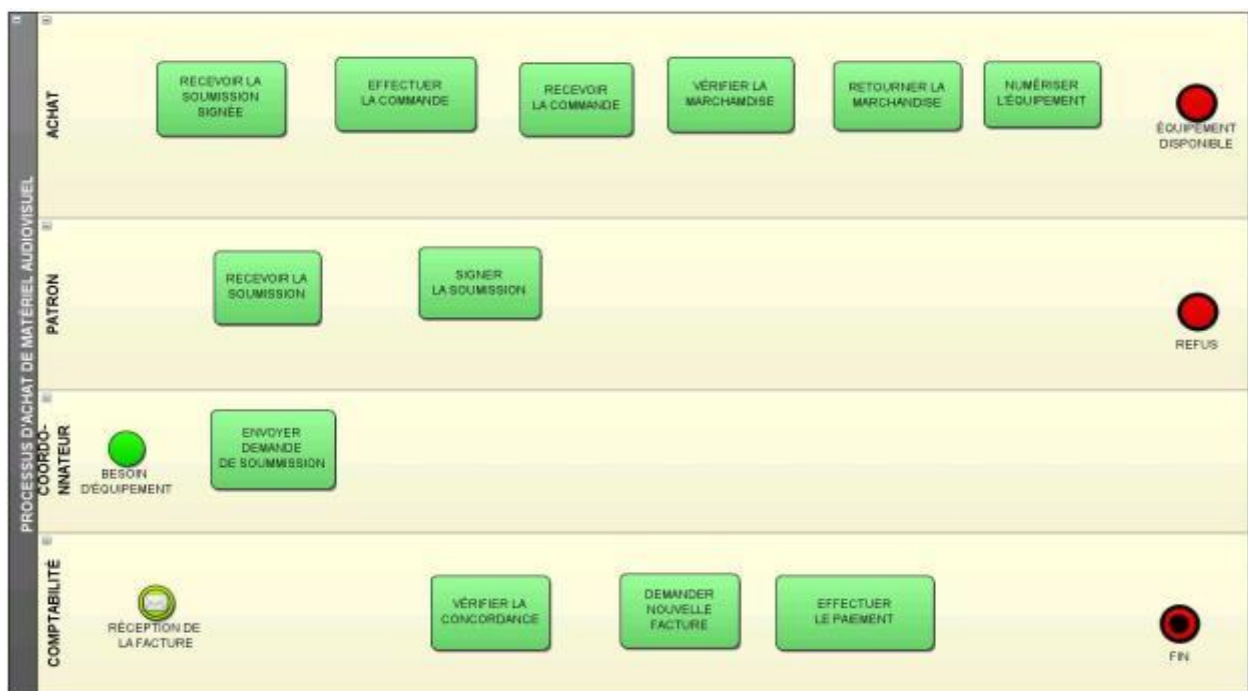 PROCESSUS D'ACHAT DE MATÉRIEL AUDIOVISUEL
ACHAT
RECEVOIR LA
SOUMISSION
SIGNÉE
EFFECTUER
LA COMMANDE
RECEVOIR
LA COMMANDE
VÉRIFIER LA
MARCHAMDISE
RETOURNER LA
MARCHANDISE
NUMÉRISER
L'ÉQUIPEMENT
ÉQUIPEMENT
DISPONIBLE
PATRON
RECEVOIR LA
SOUMISSION
SIGNER
LA SOUMISSION
REFUS
COORDO-
NNATEUR
BESOIN
D'ÉQUIPEMENT
ENVOYER
DEMANDE
DE SOUMMISSION
COMPTABILITÉ
RÉCEPTION DE
LA FACTURE
VÉRIFIER LA
CONCORDANCE
DEMANDER
NOUVELLE
FACTURE
EFFECTUER
LE PAIEMENT
FIN